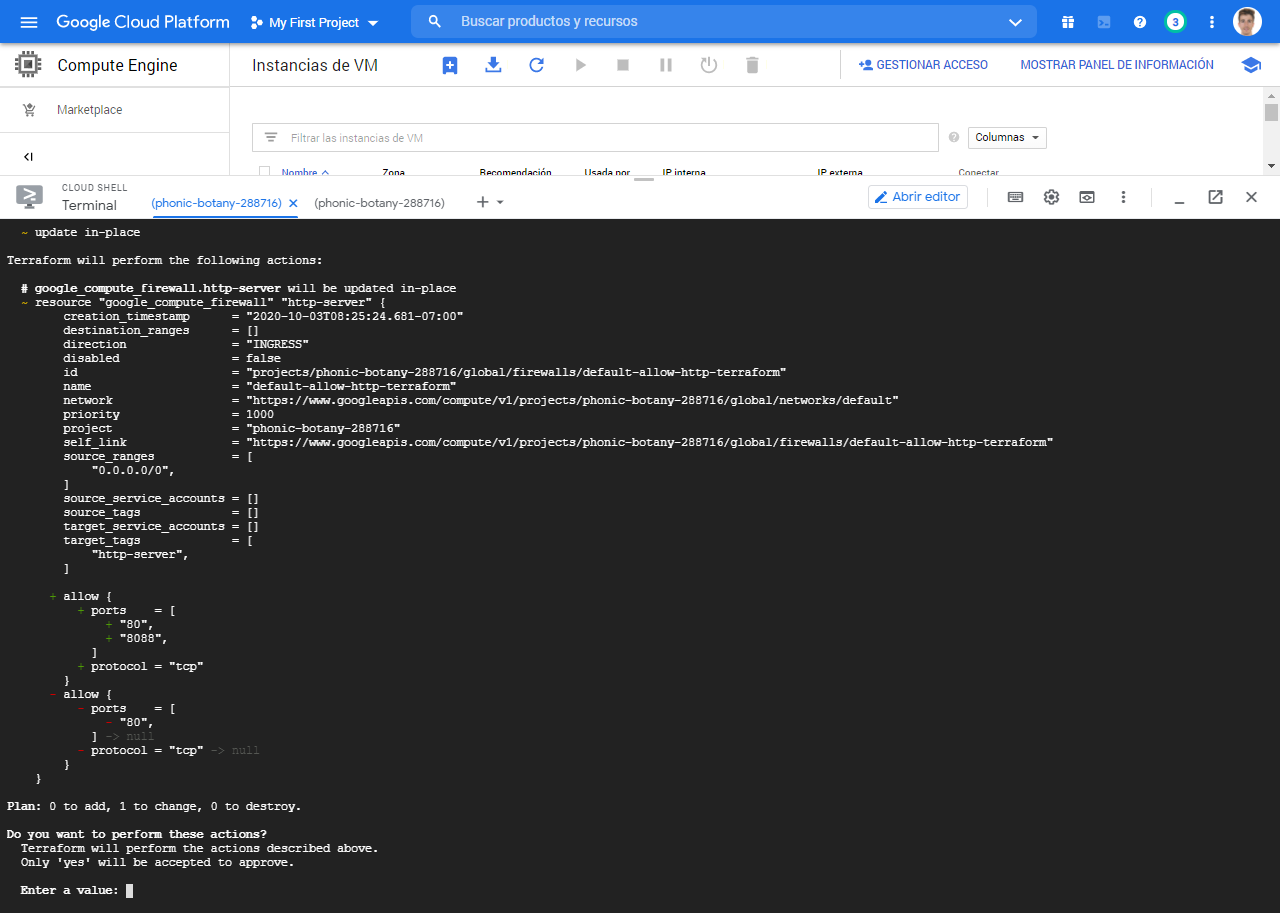 Google Cloud Platform My First Project Buscar productos y recursos 3
Compute Engine Instancias de VM GESTIONAR ACCESO MOSTRAR PANEL DE INFORMACIÓN
Marketplace
Filtrar las instancias de VM Columnas
Nombre Zona Recomendación Usada por IP interna IP externa Conectar
CLOUD SHELL
Terminal (phonic-botany-288716) (phonic-botany-288716) Abrir editor
~ update in-place
Terraform will perform the following actions:
# google_compute_firewall.http-server will be updated in-place
~ resource "google_compute_firewall" "http-server" {
creation_timestamp = "2020-10-03T08:25:24.681-07:00"
destination_ranges = []
direction = "INGRESS"
disabled = false
id = "projects/phonic-botany-288716/global/firewalls/default-allow-http-terraform"
name = "default-allow-http-terraform"
network = "https://www.googleapis.com/compute/v1/projects/phonic-botany-288716/global/networks/default"
priority = 1000
project = "phonic-botany-288716"
self_link = "https://www.googleapis.com/compute/v1/projects/phonic-botany-288716/global/firewalls/default-allow-http-terraform"
source_ranges = [
"0.0.0.0/0",
]
source_service_accounts = []
source_tags = []
target_service_accounts = []
target_tags = [
"http-server",
]
+ allow {
+ ports = [
+ "80",
+ "8088",
]
+ protocol = "tcp"
}
- allow {
- ports = [
- "80",
] -> null
- protocol = "tcp" -> null
}
}
Plan: 0 to add, 1 to change, 0 to destroy.
Do you want to perform these actions?
Terraform will perform the actions described above.
Only 'yes' will be accepted to approve.
Enter a value: